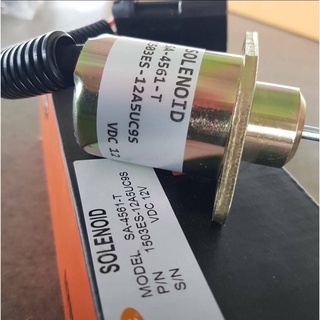 SOLENOID
SA-4561-T
1503ES-12A5UC9S
VDC 12
SOLENOID
MODEL SA-4561-T
1503ES-12A5UC9S
VDC 12V
P/N
S/N